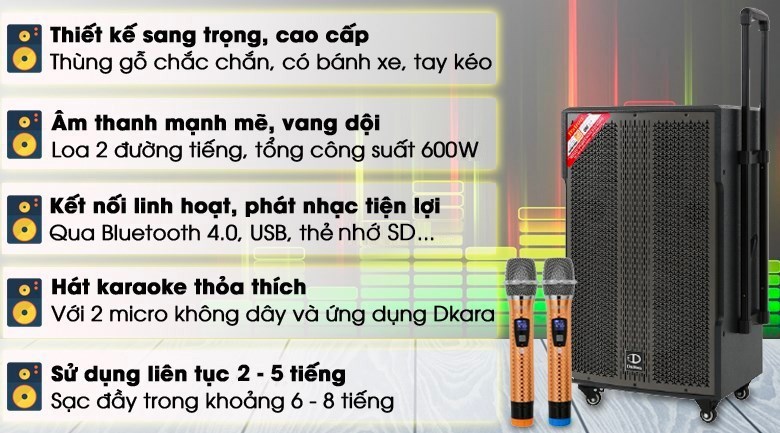 Thiết kế sang trọng, cao cấp
Thùng gỗ chắc chắn, có bánh xe, tay kéo
Âm thanh mạnh mẽ, vang dội
Loa 2 đường tiếng, tổng công suất 600W
Kết nối linh hoạt, phát nhạc tiện lợi
Qua Bluetooth 4.0, USB, thẻ nhớ SD...
Hát karaoke thỏa thích
Với 2 micro không dây và ứng dụng Dkara
Sử dụng liên tục 2 - 5 tiếng
Sạc đầy trong khoảng 6 - 8 tiếng